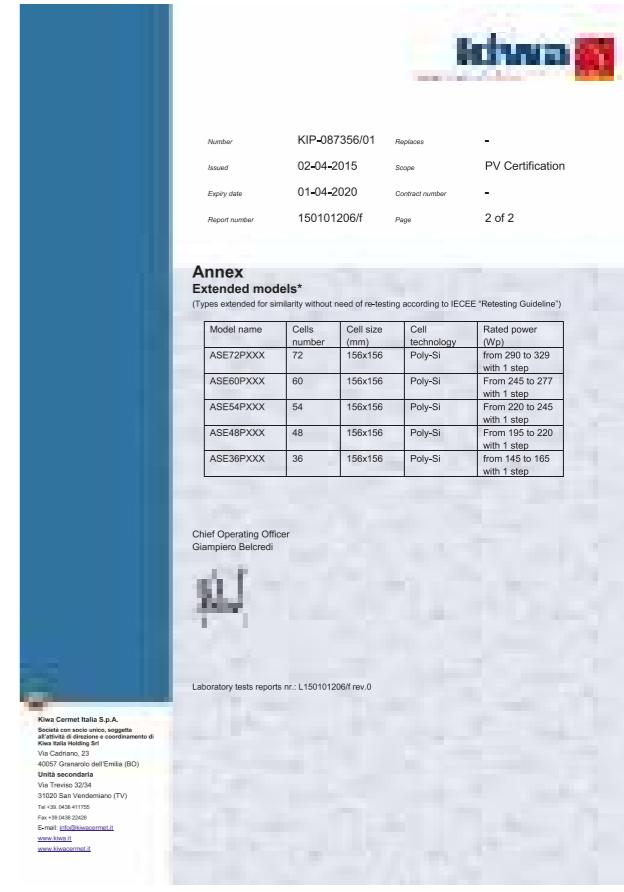 kiwa
Number KIP-087356/01 Replaces -
Issued 02-04-2015 Scope PV Certification
Expiry date 01-04-2020 Contract number -
Report number 150101206/f Page 2 of 2
Annex
Extended models*
(Types extended for similarity without need of re-testing according to IECEE “Retesting Guideline”)
Model name Cells number Cell size (mm) Cell technology Rated power (Wp)
ASE72PXXX 72 156x156 Poly-Si from 290 to 329 with 1 step
ASE60PXXX 60 156x156 Poly-Si From 245 to 277 with 1 step
ASE54PXXX 54 156x156 Poly-Si From 220 to 245 with 1 step
ASE48PXXX 48 156x156 Poly-Si From 195 to 220 with 1 step
ASE36PXXX 36 156x156 Poly-Si from 145 to 165 with 1 step
Chief Operating Officer
Giampiero Belcredi
Laboratory tests reports nr.: L150101206/f rev.0
Kiwa Cermet Italia S.p.A.
Società con socio unico, soggetta
all'attività di direzione e coordinamento di
Kiwa Italia Holding Srl
Via Cadriano, 23
40057 Granarolo dell'Emilia (BO)
Unità secondaria
Via Treviso 32/34
31020 San Vendemiano (TV)
Tel +39. 0438 411755
Fax +39.0438 22428
E-mail: info@kiwacermet.it
www.kiwa.it
www.kiwacermet.it